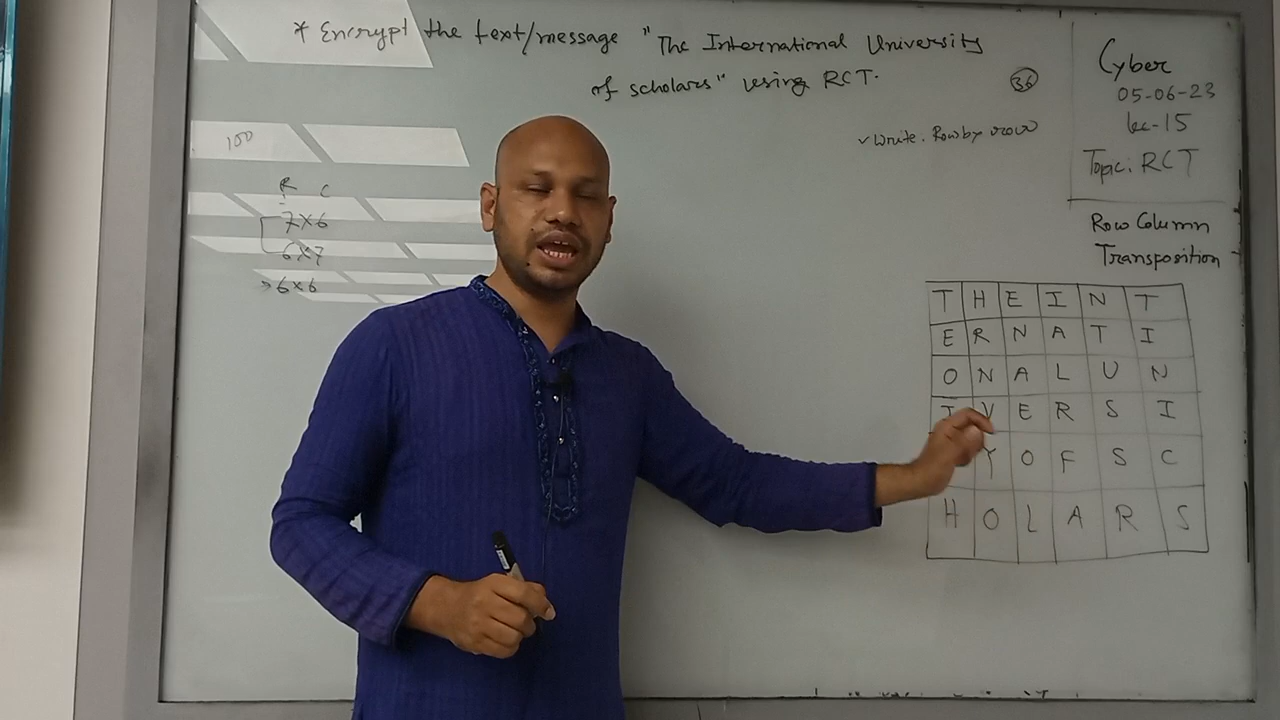 * Encrypt the text/message "The International University
of scholars" using RCT.
36
✓ Write. Row by row
Cyber
05-06-23
Lec-15
Topic: RCT
Row Column
Transposition
100
R C
7×6
6×7
6×6
T H E I N T
E R N A T I
O N A L U N
I V E R S I
Y O F S C
H O L A R S